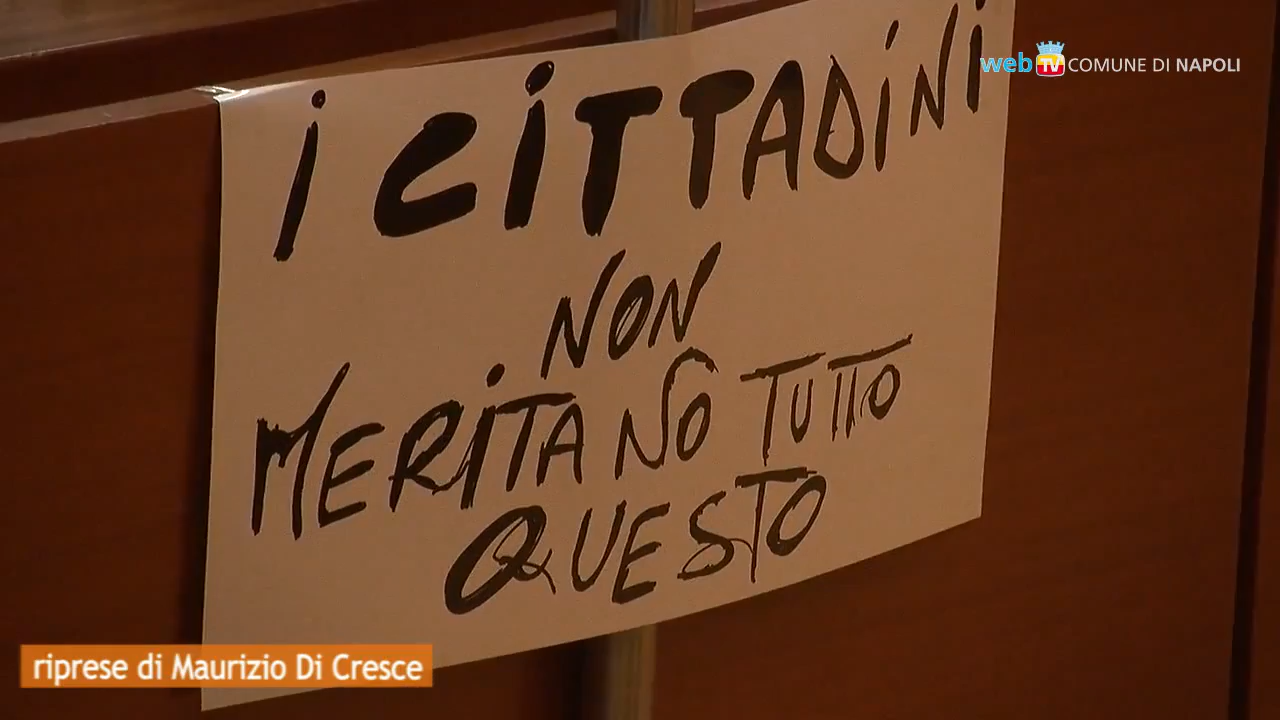 web TV COMUNE DI NAPOLI
i CiTTADiNi
NON
MERiTANO TUTTO
QUESTO
riprese di Maurizio Di Cresce